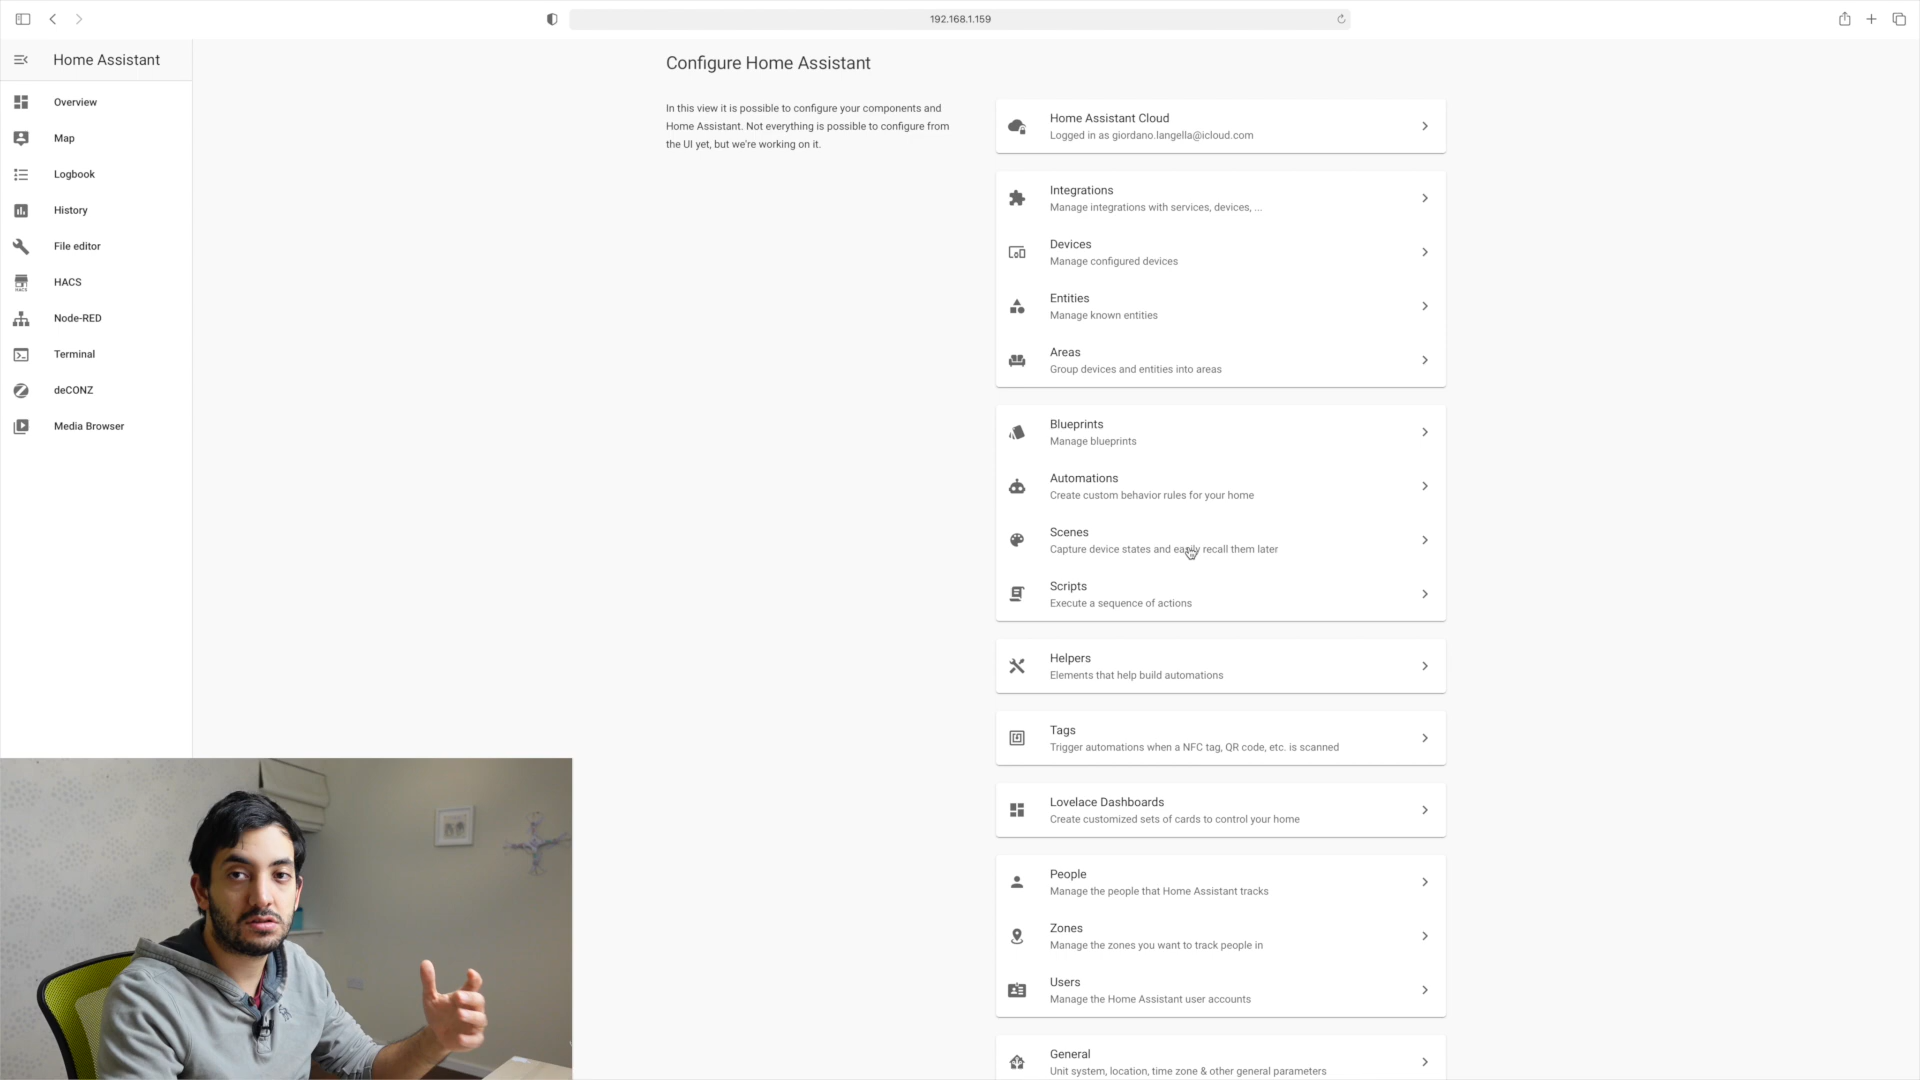 192.168.1.159
Home Assistant
Overview
Map
Logbook
History
File editor
HACS
HACS
Node-RED
Terminal
deCONZ
Media Browser
Configure Home Assistant
In this view it is possible to configure your components and
Home Assistant. Not everything is possible to configure from
the UI yet, but we're working on it.
Home Assistant Cloud
Logged in as giordano.langella@icloud.com
Integrations
Manage integrations with services, devices, ...
Devices
Manage configured devices
Entities
Manage known entities
Areas
Group devices and entities into areas
Blueprints
Manage blueprints
Automations
Create custom behavior rules for your home
Scenes
Capture device states and easily recall them later
Scripts
Execute a sequence of actions
Helpers
Elements that help build automations
Tags
Trigger automations when a NFC tag, QR code, etc. is scanned
Lovelace Dashboards
Create customized sets of cards to control your home
People
Manage the people that Home Assistant tracks
Zones
Manage the zones you want to track people in
Users
Manage the Home Assistant user accounts
General
Unit system, location, time zone & other general parameters